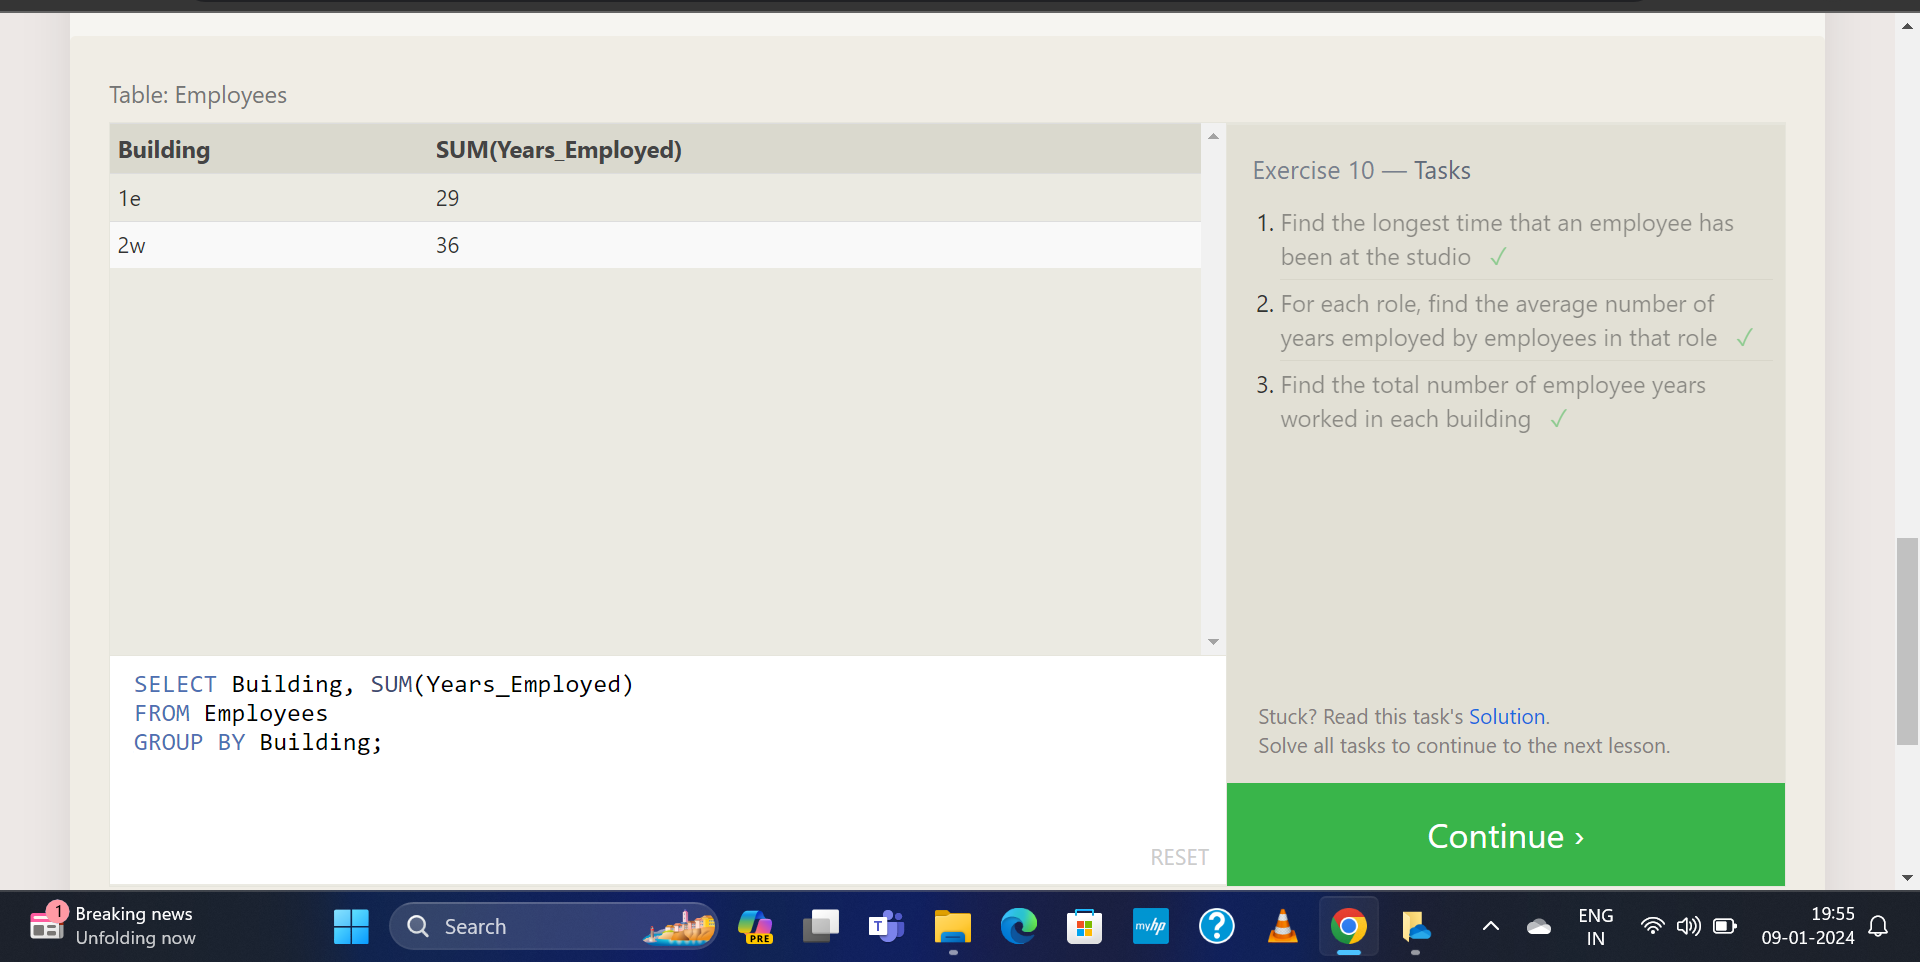 Table: Employees
Building SUM(Years_Employed)
1e 29
2w 36
SELECT Building, SUM(Years_Employed)
FROM Employees
GROUP BY Building;
RESET
Exercise 10 — Tasks
1. Find the longest time that an employee has
been at the studio ✓
2. For each role, find the average number of
years employed by employees in that role ✓
3. Find the total number of employee years
worked in each building ✓
Stuck? Read this task's Solution.
Solve all tasks to continue to the next lesson.
Continue ›
1
Breaking news
Unfolding now
Search
PRE
T
myhp
?
ENG
IN
19:55
09-01-2024